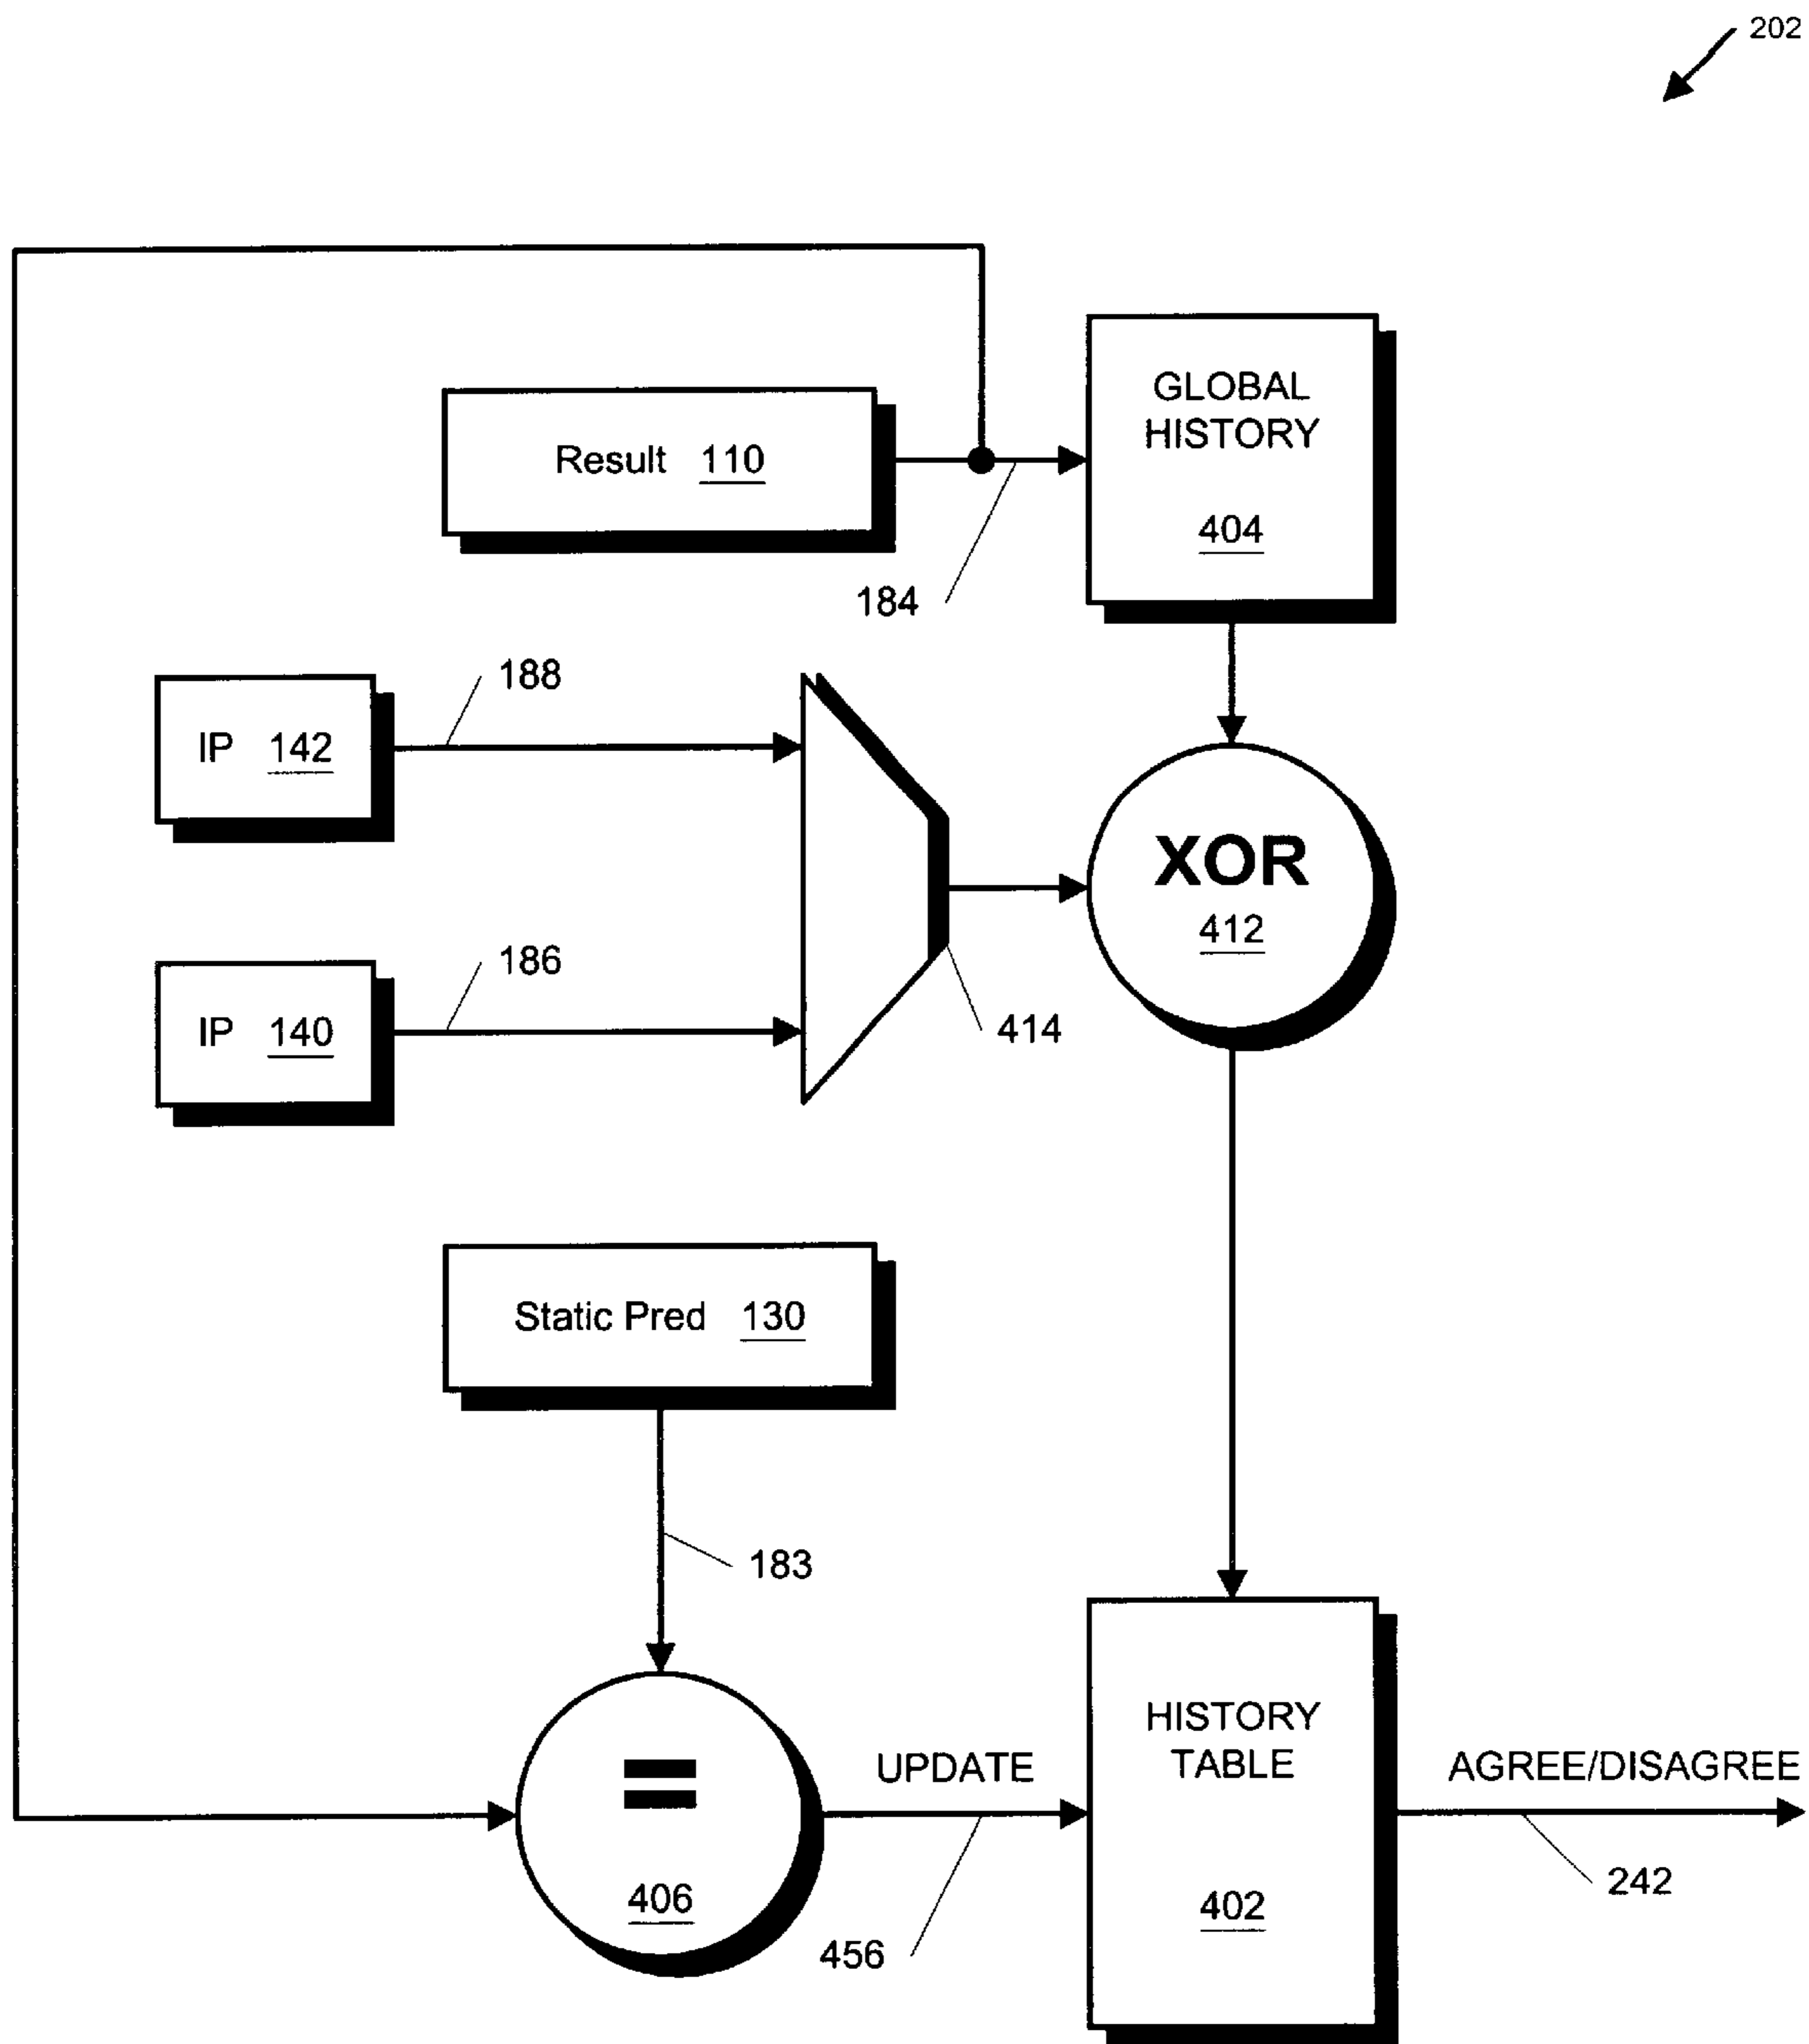 202
GLOBAL
HISTORY
404
Result 110
184
188
IP 142
XOR
412
186
IP 140
414
Static Pred 130
183
HISTORY
TABLE
402
UPDATE
AGREE/DISAGREE
=
406
456
242